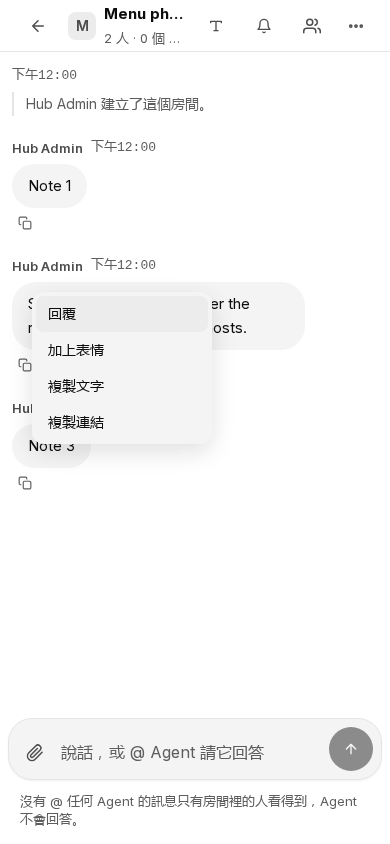 M
Menu ph…
2 人 · 0 個 …
下午12:00
Hub Admin 建立了這個房間。
Hub Admin 下午12:00
Note 1
Hub Admin 下午12:00
er the
osts.
回覆
加上表情
複製文字
複製連結
Note 3
說話，或 @ Agent 請它回答
沒有 @ 任何 Agent 的訊息只有房間裡的人看得到，Agent
不會回答。